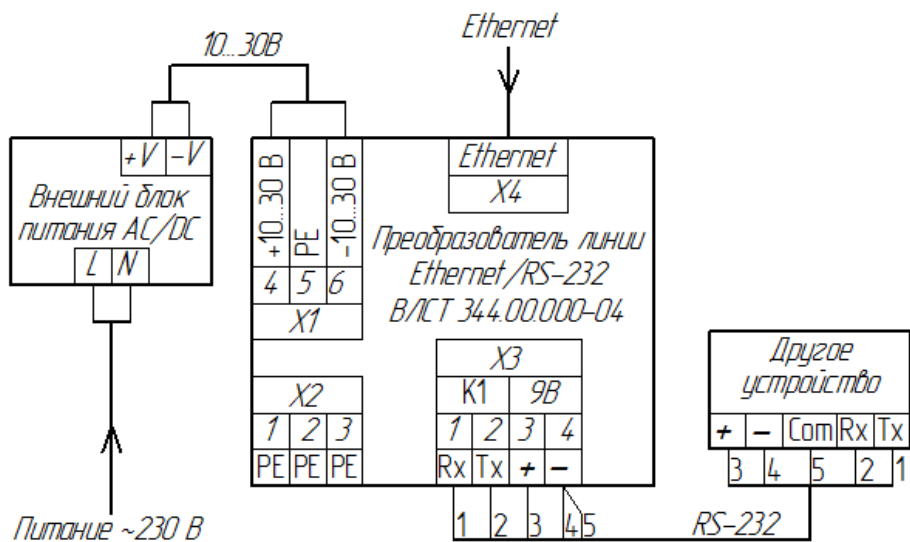 10...30В
Ethernet
+V -V
Внешний блок
питания AC/DC
L N
Питание ~230 В
+10...30 В
PE
-10...30 В
4 5 6
X1
X2
1 2 3
PE PE PE
Ethernet
X4
Преобразователь линии
Ethernet/RS-232
ВЛСТ 344.00.000-04
X3
K1 9В
1 2 3 4
Rx Tx + -
1 2 3 4 5
RS-232
Другое
устройство
+ - Com Rx Tx
3 4 5 2 1